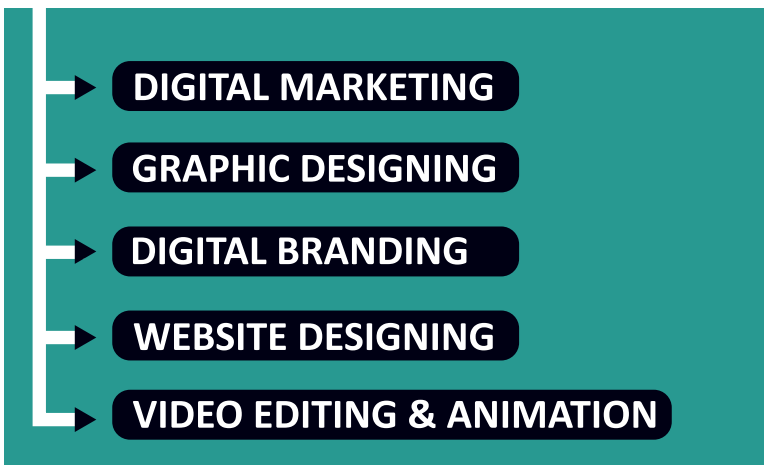 DIGITAL MARKETING
GRAPHIC DESIGNING
DIGITAL BRANDING
WEBSITE DESIGNING
VIDEO EDITING & ANIMATION